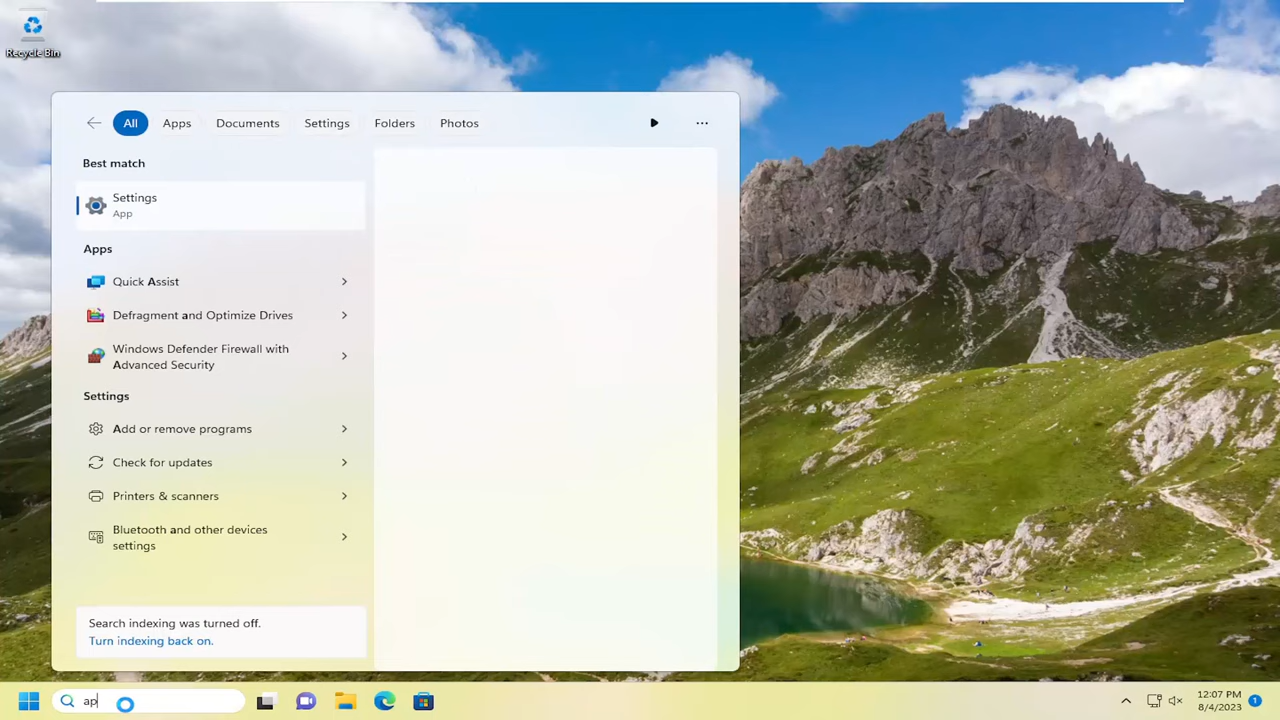 Recycle Bin
All
Apps
Documents
Settings
Folders
Photos
Best match
Settings
App
Apps
Quick Assist
Defragment and Optimize Drives
Windows Defender Firewall with
Advanced Security
Settings
Add or remove programs
Check for updates
Printers & scanners
Bluetooth and other devices
settings
Search indexing was turned off.
Turn indexing back on.
ap
12:07 PM
8/4/2023
1